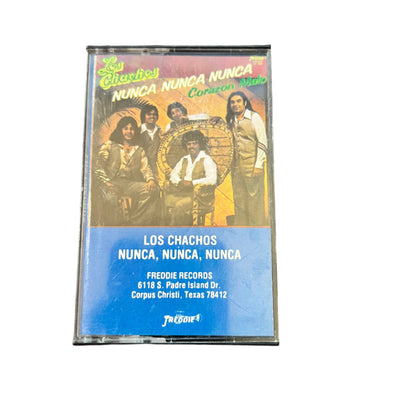 Los
Chachos
NUNCA NUNCA NUNCA
Corazon Malo
LOS CHACHOS
NUNCA, NUNCA, NUNCA
FREDDIE RECORDS
6118 S. Padre Island Dr.
Corpus Christi, Texas 78412
FREDDIE